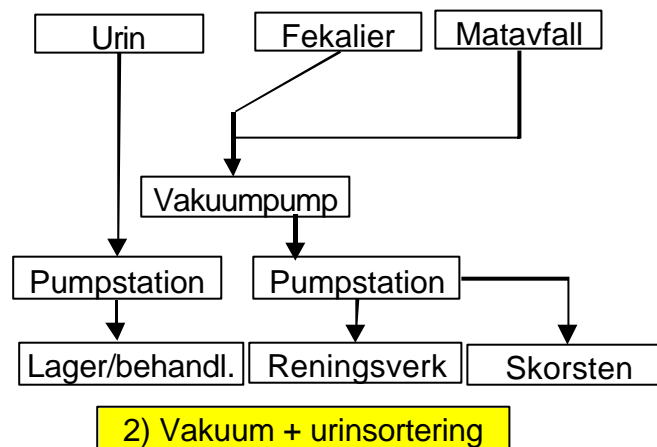 Urin
Fekalier
Matavfall
Vakuumpump
Pumpstation
Pumpstation
Lager/behandl.
Reningsverk
Skorsten
2) Vakuum + urinsortering